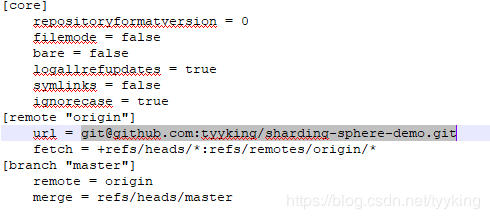 [core]
repositoryformatversion = 0
filemode = false
bare = false
logallrefupdates = true
symlinks = false
ignorecase = true
[remote "origin"]
url = git@github.com:tyyking/sharding-sphere-demo.git
fetch = +refs/heads/*:refs/remotes/origin/*
[branch "master"]
remote = origin
merge = refs/heads/master
https://blog.csdn.net/tyyking